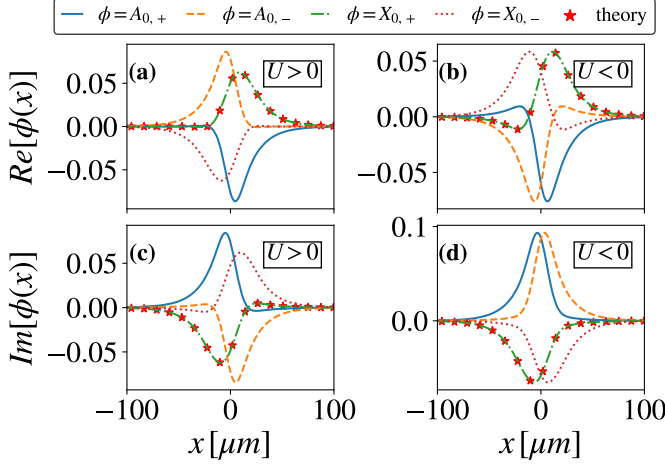 ϕ = A₀, ₊ ϕ = A₀, ₋ ϕ = X₀, ₊ ϕ = X₀, ₋ theory
(a) U > 0
(b) U < 0
Re[ϕ(x)]
0.05
0.00
−0.05
0.05
0.00
−0.05
(c) U > 0
(d) U < 0
Im[ϕ(x)]
0.05
0.00
−0.05
0.1
0.0
−100 0 100
−100 0 100
x [μm]
x [μm]